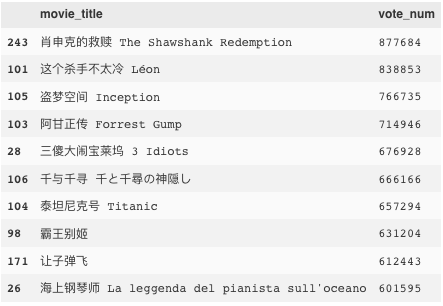 movie_title vote_num
243 肖申克的救赎 The Shawshank Redemption 877684
101 这个杀手不太冷 Léon 838853
105 盗梦空间 Inception 766735
103 阿甘正传 Forrest Gump 714946
28 三傻大闹宝莱坞 3 Idiots 676928
106 千与千寻 千と千尋の神隠し 666166
104 泰坦尼克号 Titanic 657294
98 霸王别姬 631204
171 让子弹飞 612443
26 海上钢琴师 La leggenda del pianista sull'oceano 601595